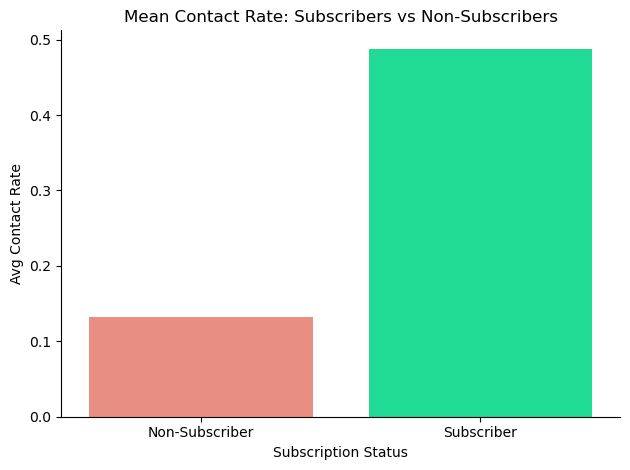 Mean Contact Rate: Subscribers vs Non-Subscribers
0.5
0.4
0.3
0.2
0.1
0.0
Avg Contact Rate
Non-Subscriber
Subscriber
Subscription Status